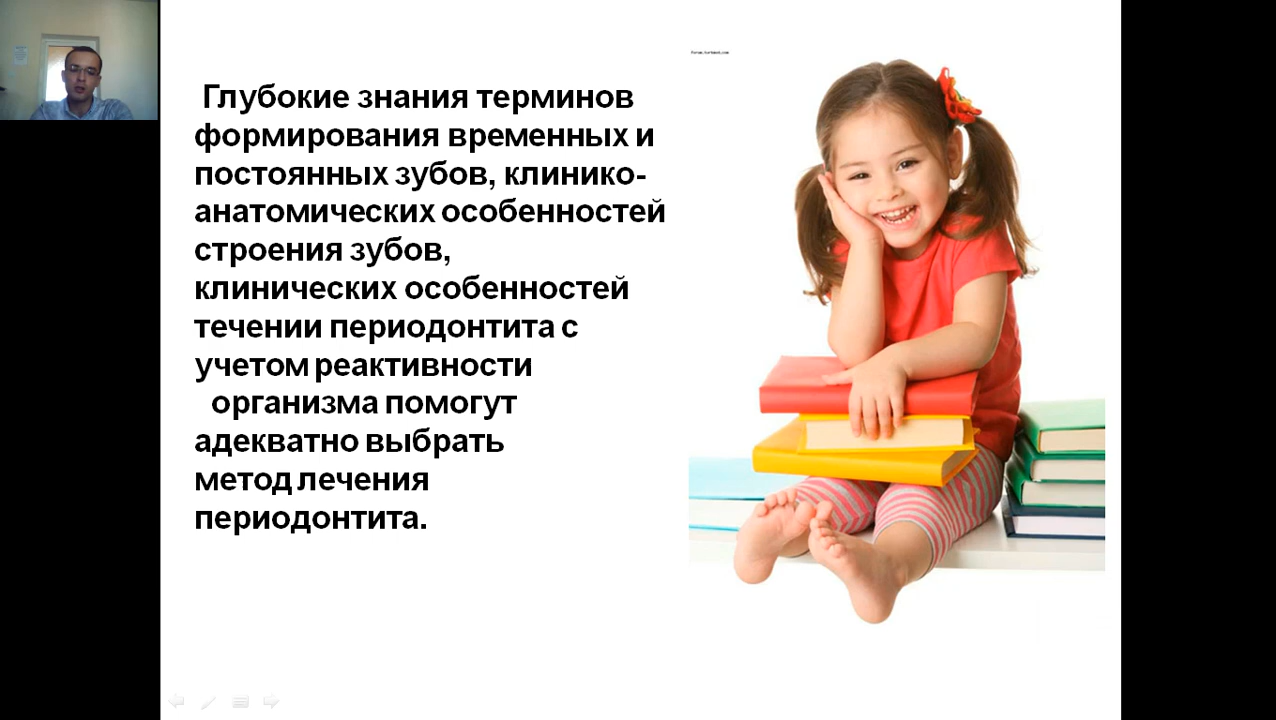 Глубокие знания терминов
формирования временных и
постоянных зубов, клинико-
анатомических особенностей
строения зубов,
клинических особенностей
течении периодонтита с
учетом реактивности
организма помогут
адекватно выбрать
метод лечения
периодонтита.